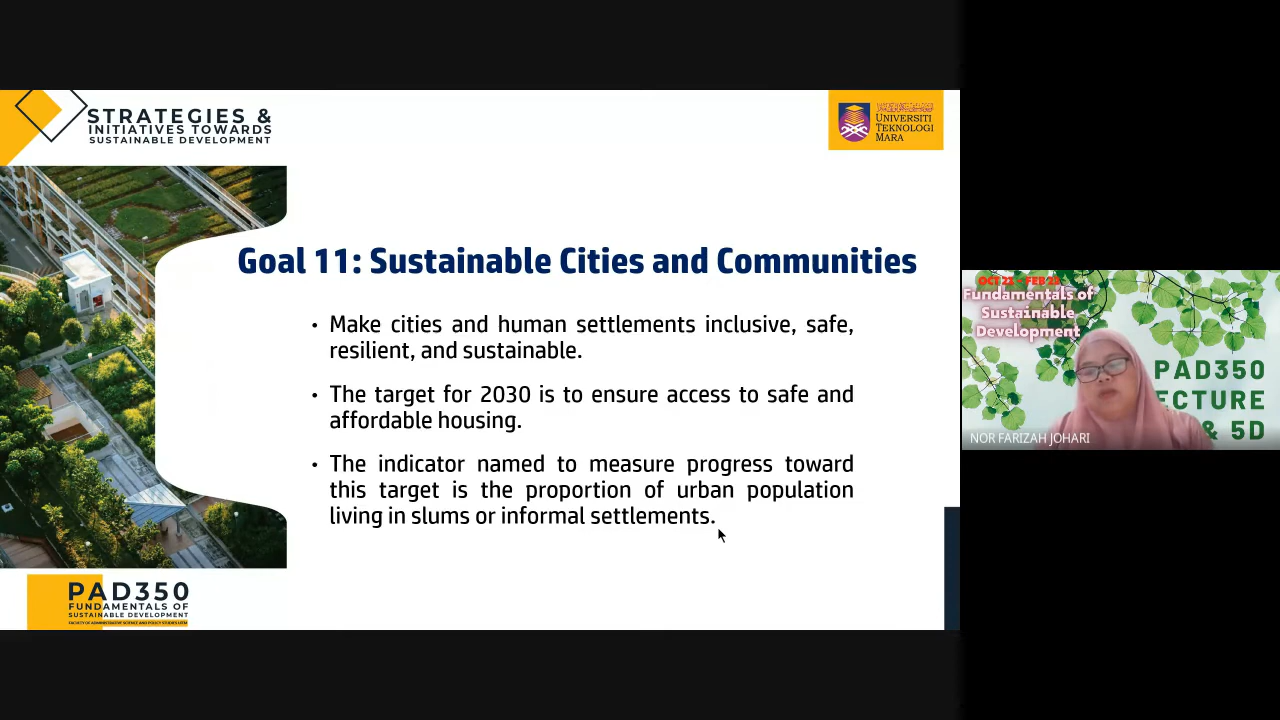 STRATEGIES &
INITIATIVES TOWARDS
SUSTAINABLE DEVELOPMENT
UNIVERSITI
TEKNOLOGI
MARA
Goal 11: Sustainable Cities and Communities
• Make cities and human settlements inclusive, safe,
resilient, and sustainable.
• The target for 2030 is to ensure access to safe and
affordable housing.
• The indicator named to measure progress toward
this target is the proportion of urban population
living in slums or informal settlements.
PAD350
FUNDAMENTALS OF
SUSTAINABLE DEVELOPMENT
FACULTY OF ADMINISTRATIVE SCIENCE AND POLICY STUDIES UITM
Fundamentals of
Sustainable
Development
PAD350
ECTURE
& 5D
NOR FARIZAH JOHARI